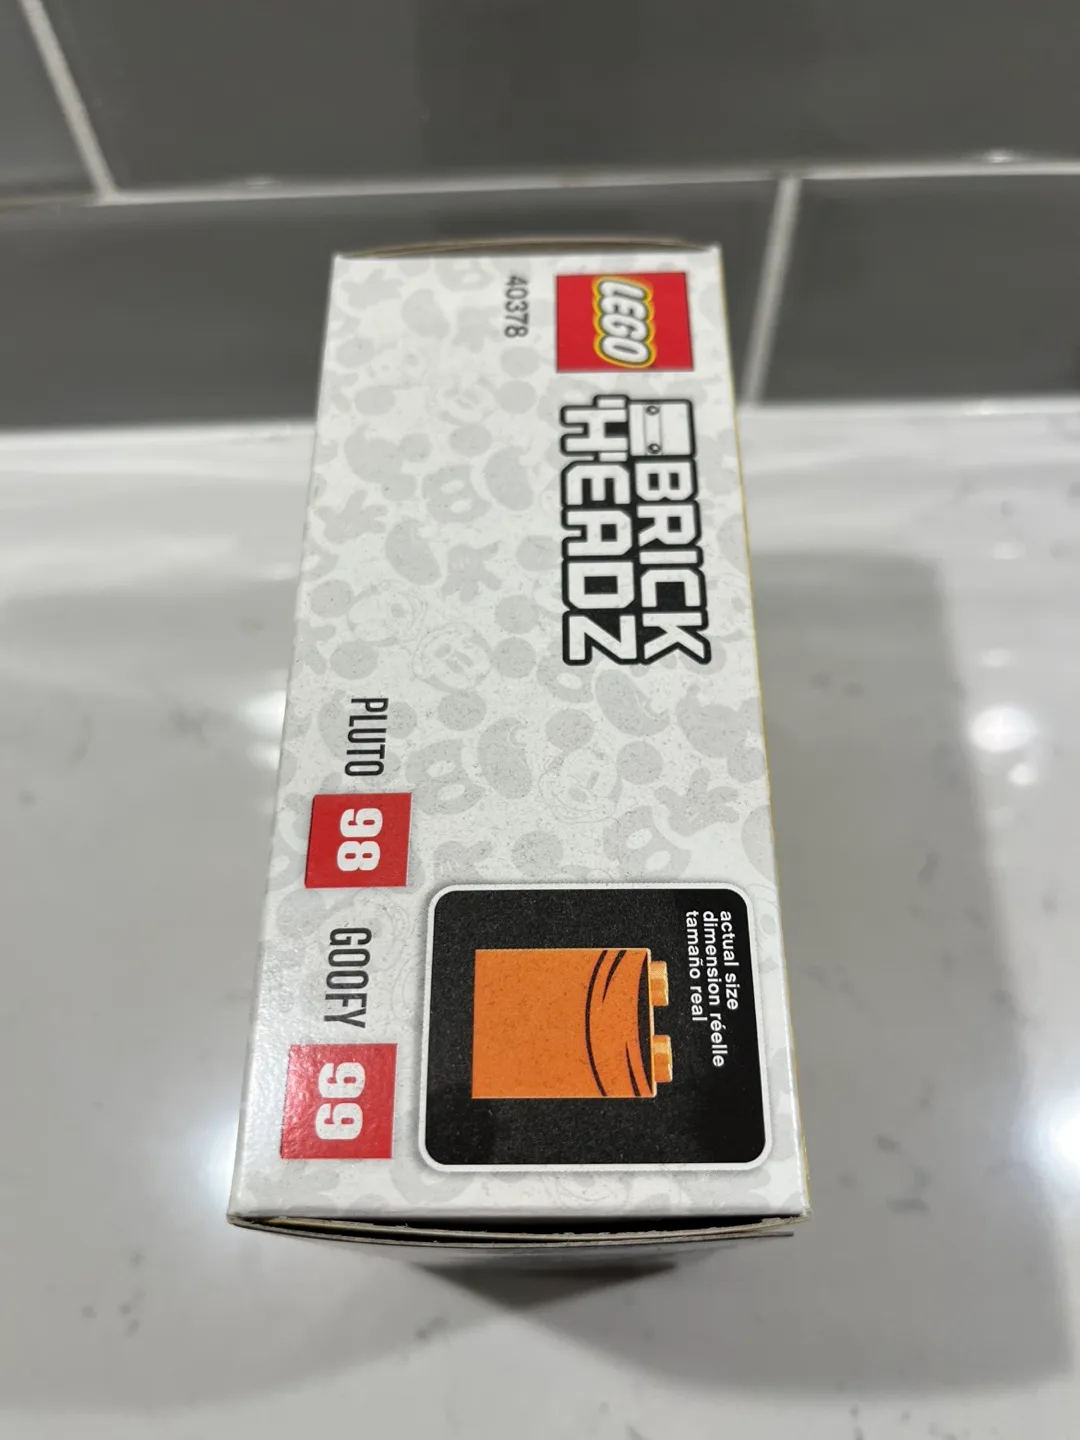 LEGO
40378
BRICK
HEADZ
actual size
dimension réelle
tamaño real
PLUTO 98 GOOFY 99